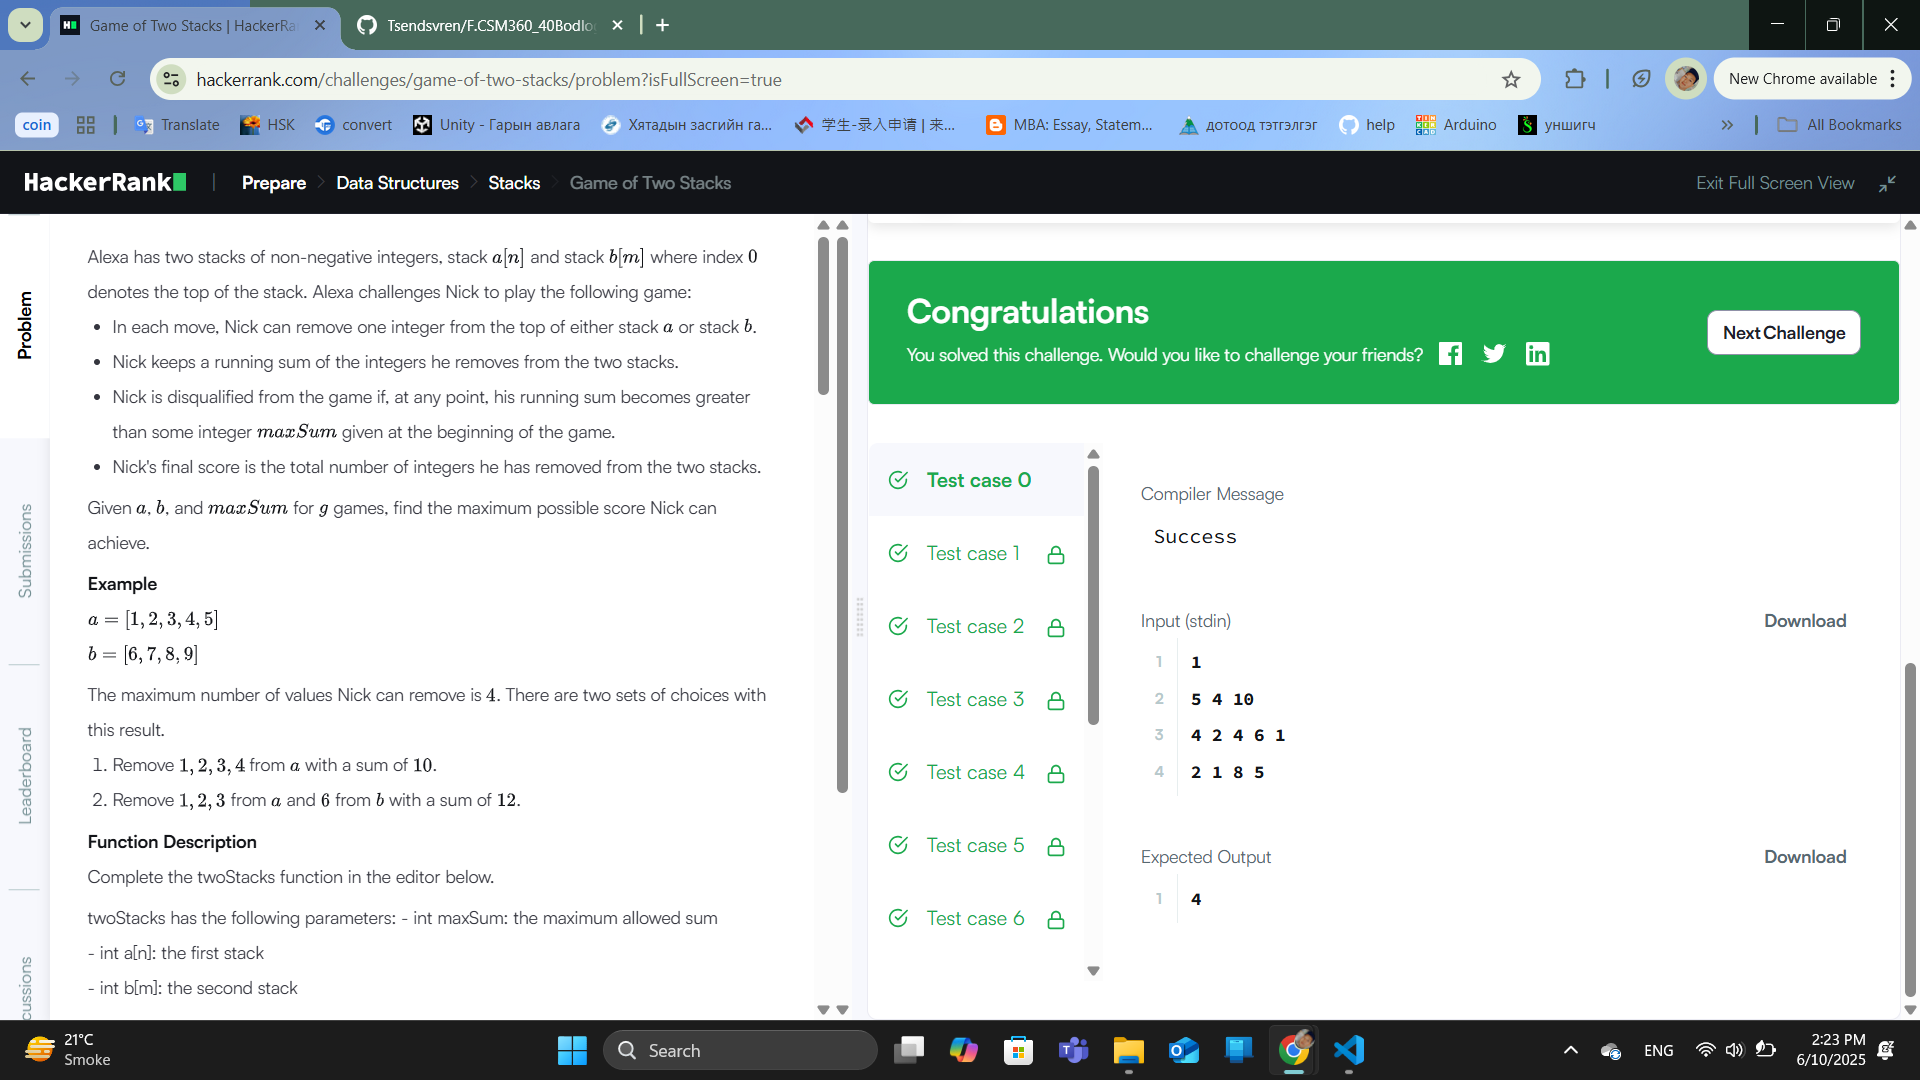 Game of Two Stacks | HackerRa
Tsendsvren/F.CSM360_40Bodlo
hackerrank.com/challenges/game-of-two-stacks/problem?isFullScreen=true
New Chrome available
coin
Translate
HSK
convert
Unity - Гарын авлага
Хятадын засгийн га...
学生-录入申请 | 来...
MBA: Essay, Statem...
дотоод тэтгэлгэг
help
Arduino
уншигч
All Bookmarks
HackerRank
Prepare
Data Structures
Stacks
Game of Two Stacks
Exit Full Screen View
Problem
Submissions
Leaderboard
cussions
Alexa has two stacks of non-negative integers, stack a[n] and stack b[m] where index 0
denotes the top of the stack. Alexa challenges Nick to play the following game:
• In each move, Nick can remove one integer from the top of either stack a or stack b.
• Nick keeps a running sum of the integers he removes from the two stacks.
• Nick is disqualified from the game if, at any point, his running sum becomes greater
than some integer maxSum given at the beginning of the game.
• Nick's final score is the total number of integers he has removed from the two stacks.
Given a, b, and maxSum for g games, find the maximum possible score Nick can
achieve.
Example
a = [1, 2, 3, 4, 5]
b = [6, 7, 8, 9]
The maximum number of values Nick can remove is 4. There are two sets of choices with
this result.
1. Remove 1, 2, 3, 4 from a with a sum of 10.
2. Remove 1, 2, 3 from a and 6 from b with a sum of 12.
Function Description
Complete the twoStacks function in the editor below.
twoStacks has the following parameters: - int maxSum: the maximum allowed sum
- int a[n]: the first stack
- int b[m]: the second stack
Congratulations
You solved this challenge. Would you like to challenge your friends?
Next Challenge
Test case 0
Test case 1
Test case 2
Test case 3
Test case 4
Test case 5
Test case 6
Compiler Message
Success
Input (stdin)
Download
1 1
2 5 4 10
3 4 2 4 6 1
4 2 1 8 5
Expected Output
Download
1 4
21°C
Smoke
Search
ENG
2:23 PM
6/10/2025